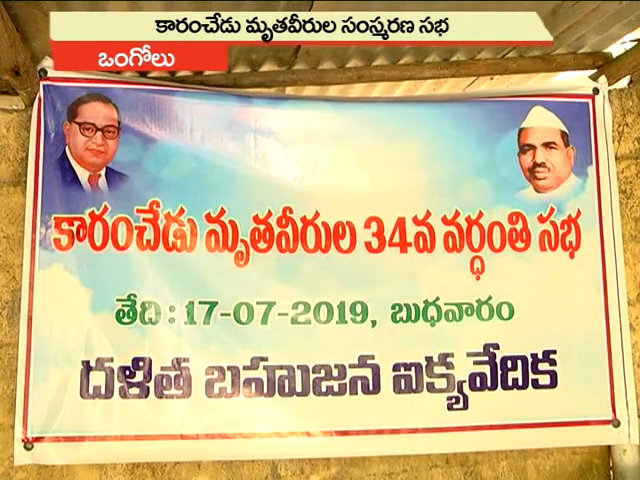 కారంచేడు మృతవీరుల సంస్మరణ సభ
ఒంగోలు
కారంచేడు మృతవీరుల 34వ వర్ధంతి సభ
తేది : 17-07-2019, బుధవారం
దళిత బహుజన ఐక్యవేదిక